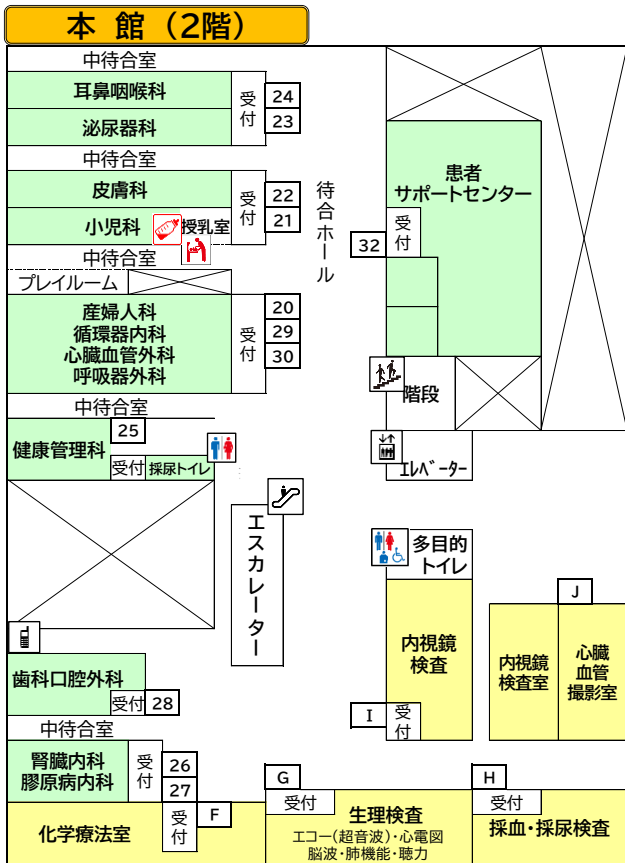 本 館 (2階)
中待合室
耳鼻咽喉科
泌尿器科
受付
24
23
中待合室
皮膚科
小児科
授乳室
受付
22
21
中待合室
プレイルーム
産婦人科
循環器内科
心臓血管外科
呼吸器外科
受付
20
29
30
中待合室
25
健康管理科
受付
採尿トイレ
待合ホール
患者
サポートセンター
受付
32
階段
エレベーター
エスカレーター
多目的
トイレ
内視鏡
検査
I
受付
J
内視鏡
検査室
心臓
血管
撮影室
歯科口腔外科
受付
28
中待合室
腎臓内科
膠原病内科
受付
26
27
化学療法室
受付
F
G
受付
生理検査
エコー(超音波)・心電図
脳波・肺機能・聴力
H
受付
採血・採尿検査